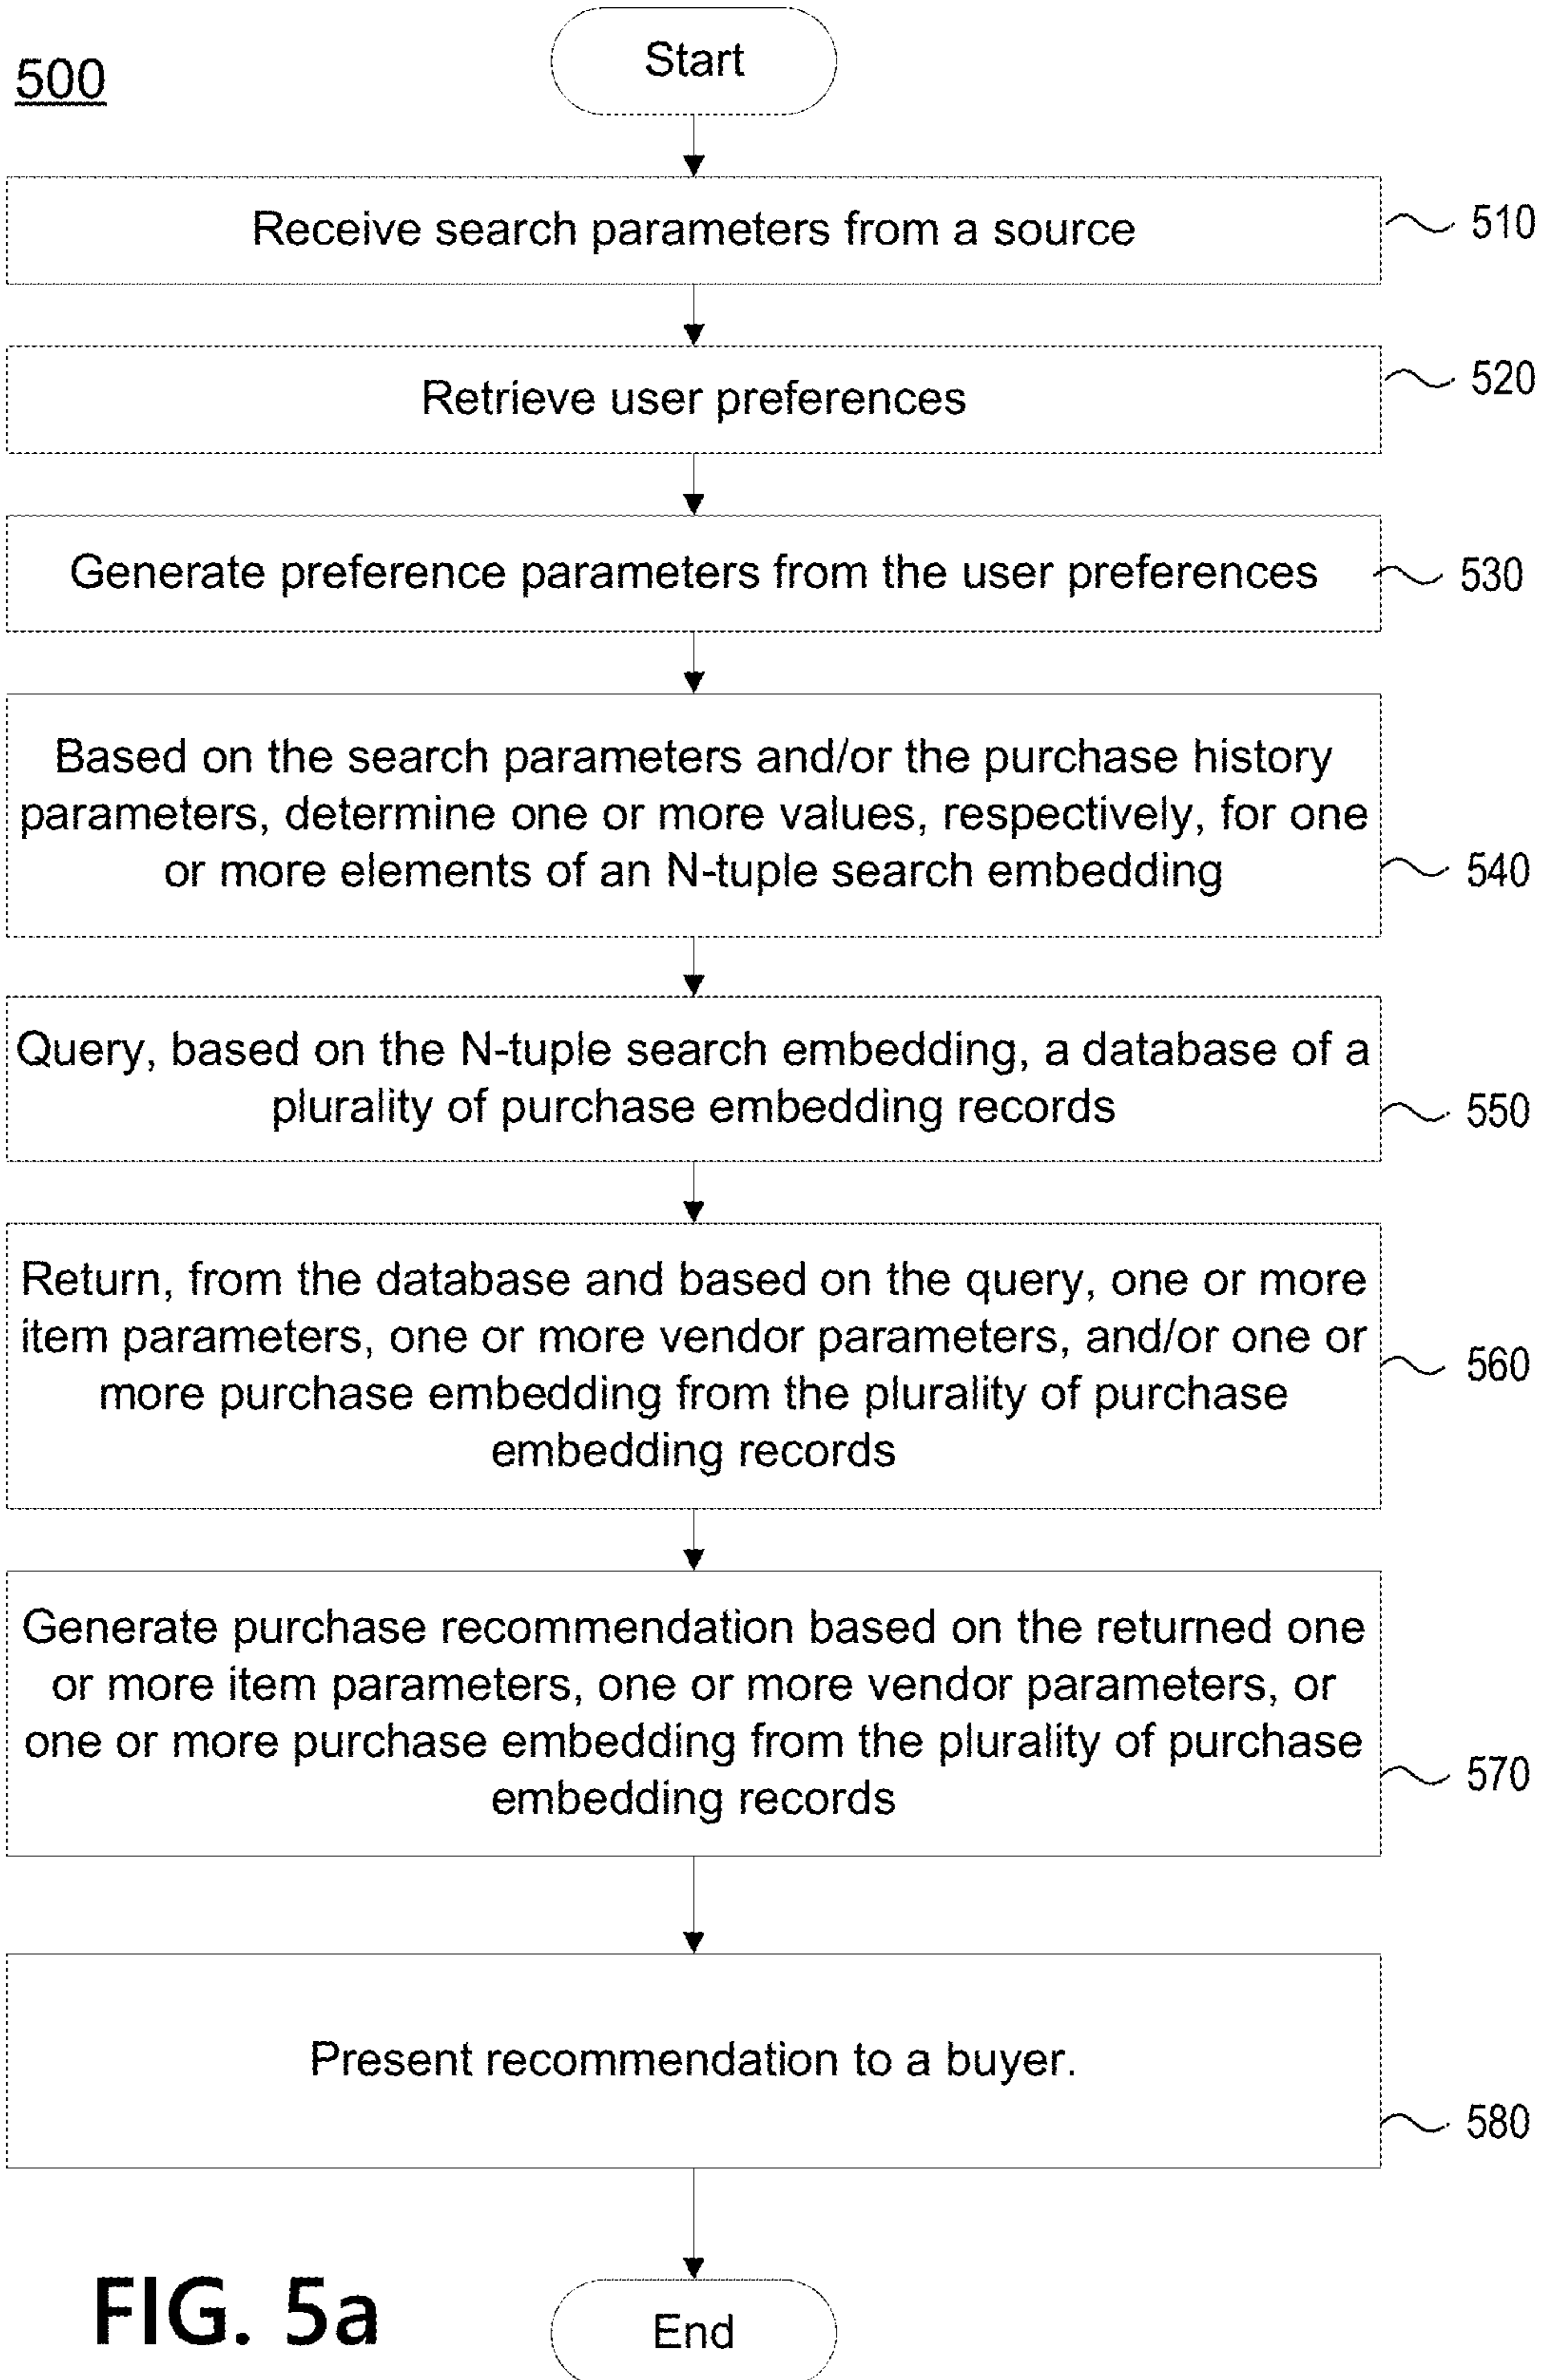 500
Start
Receive search parameters from a source
510
Retrieve user preferences
520
Generate preference parameters from the user preferences
530
Based on the search parameters and/or the purchase history
parameters, determine one or more values, respectively, for one
or more elements of an N-tuple search embedding
540
Query, based on the N-tuple search embedding, a database of a
plurality of purchase embedding records
550
Return, from the database and based on the query, one or more
item parameters, one or more vendor parameters, and/or one or
more purchase embedding from the plurality of purchase
embedding records
560
Generate purchase recommendation based on the returned one
or more item parameters, one or more vendor parameters, or
one or more purchase embedding from the plurality of purchase
embedding records
570
Present recommendation to a buyer.
580
End
FIG. 5a